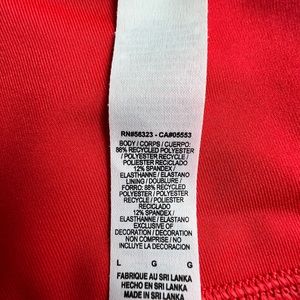 RN#56323 - CA#05553
BODY / CORPS / CUERPO:
88% RECYCLED POLYESTER
/ POLYESTER RECYCLE /
POLIESTER RECICLADO
12% SPANDEX /
ELASTHANNE / ELASTANO
LINING / DOUBLURE /
FORRO: 88% RECYCLED
POLYESTER / POLYESTER
RECYCLE / POLIESTER
RECICLADO
12% SPANDEX /
ELASTHANNE / ELASTANO
EXCLUSIVE OF
DECORATION / DECORATION
NON COMPRISE / NO
INCLUYE LA DECORACION
L G G
FABRIQUE AU SRI LANKA
HECHO EN SRI LANKA
MADE IN SRI LANKA